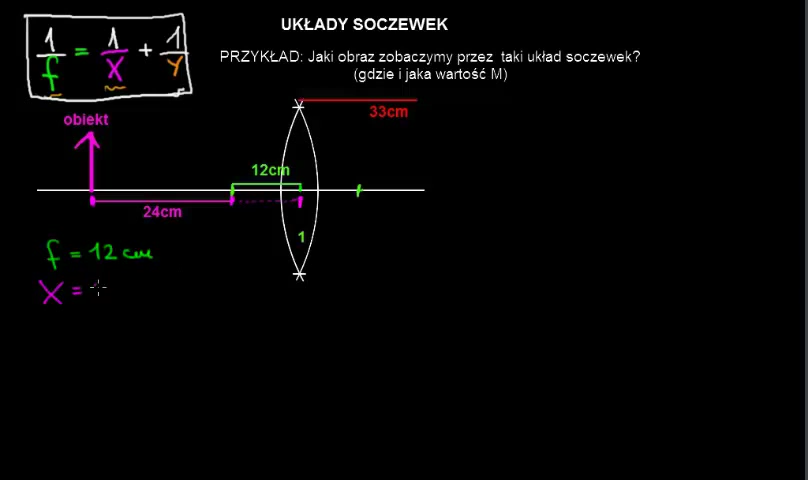 UKŁADY SOCZEWEK
1/f = 1/X + 1/Y
PRZYKŁAD: Jaki obraz zobaczymy przez taki układ soczewek?
(gdzie i jaka wartość M)
obiekt
33cm
12cm
24cm
1
f = 12 cm
X =